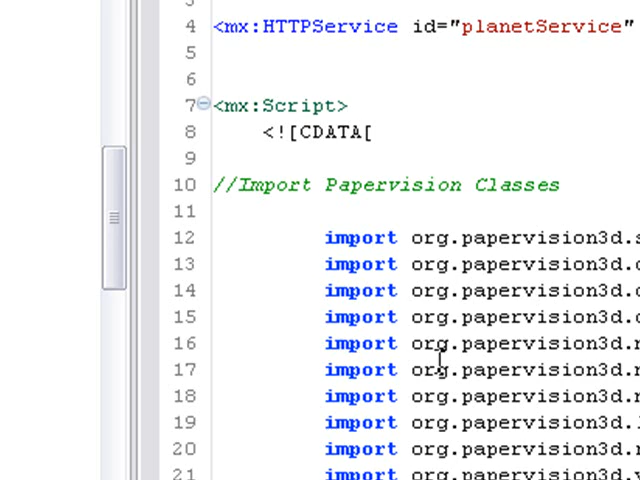 3
4 <mx:HTTPService id="planetService"
5
6
7 <mx:Script>
8 <![CDATA[
9
10 //Import Papervision Classes
11
12 import org.papervision3d.s
13 import org.papervision3d.c
14 import org.papervision3d.c
15 import org.papervision3d.c
16 import org.papervision3d.r
17 import org.papervision3d.r
18 import org.papervision3d.r
19 import org.papervision3d.
20 import org.papervision3d.r
21 import org.papervision3d.v